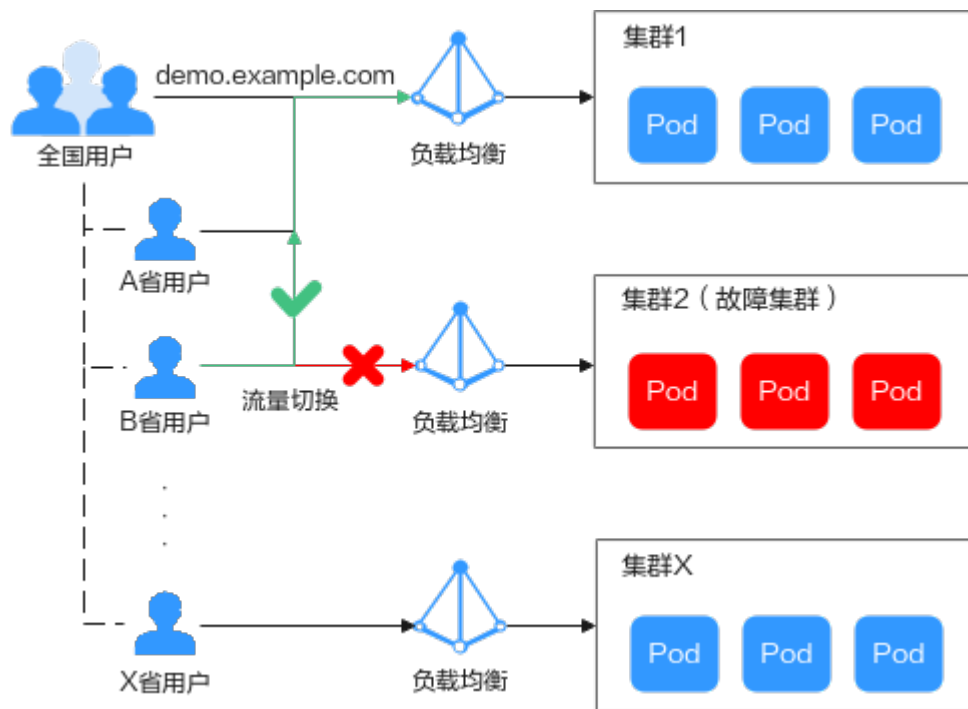 demo.example.com
全国用户
负载均衡
集群1
Pod
Pod
Pod
A省用户
集群2（故障集群）
Pod
Pod
Pod
B省用户
流量切换
负载均衡
集群X
Pod
Pod
Pod
X省用户
负载均衡